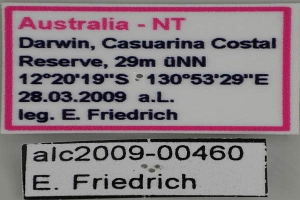 Australia - NT
Darwin, Casuarina Costal
Reserve, 29m üNN
12°20'19"S 130°53'29"E
28.03.2009 a.L.
leg. E. Friedrich
alc2009-00460
E. Friedrich